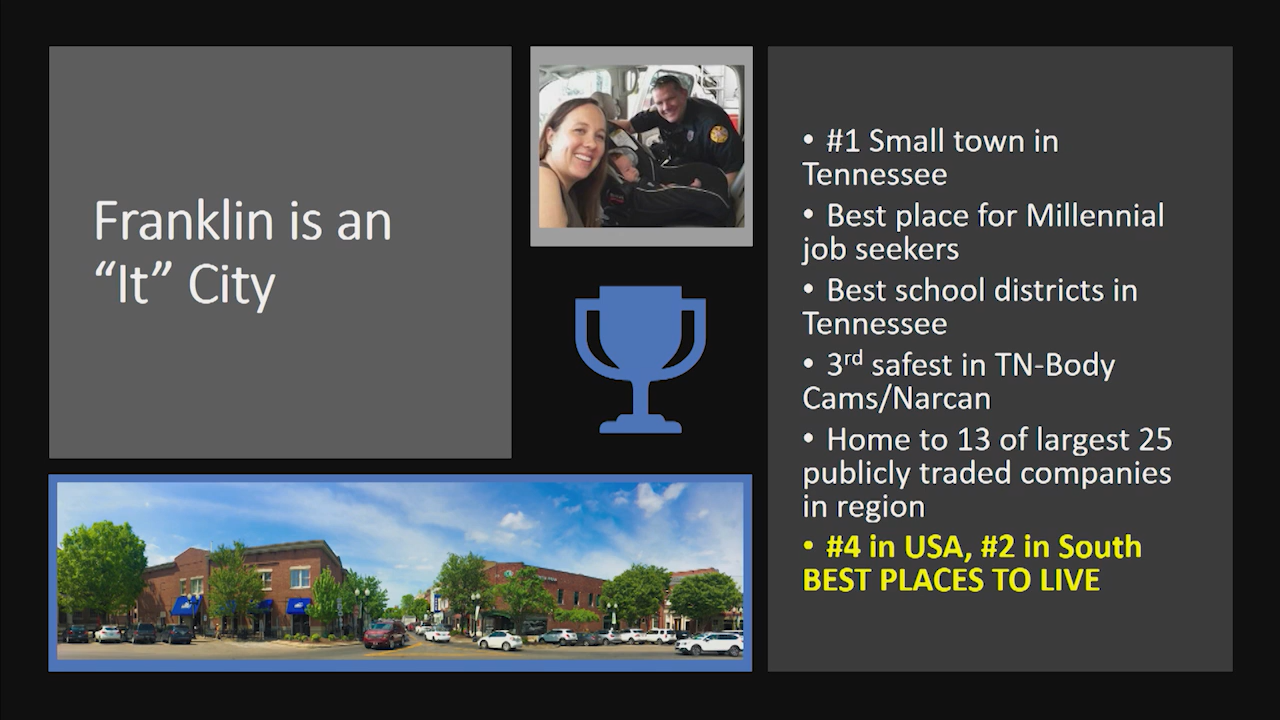 Franklin is an
“It” City
• #1 Small town in
Tennessee
• Best place for Millennial
job seekers
• Best school districts in
Tennessee
• 3rd safest in TN-Body
Cams/Narcan
• Home to 13 of largest 25
publicly traded companies
in region
• #4 in USA, #2 in South
BEST PLACES TO LIVE